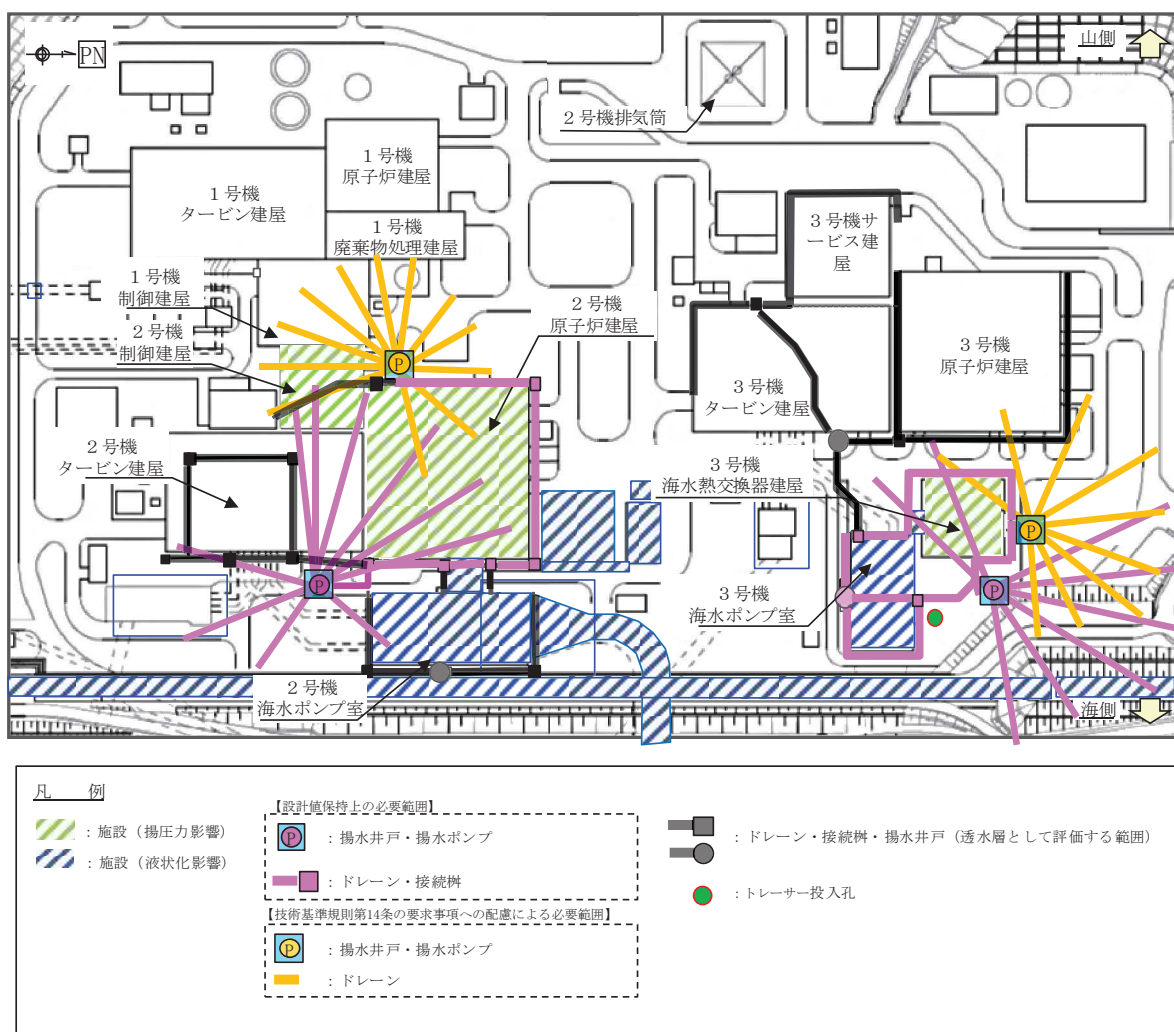 PN
山側
２号機排気筒
１号機
原子炉建屋
１号機
タービン建屋
１号機
廃棄物処理建屋
３号機サ
ービス建
屋
１号機
制御建屋
２号機
原子炉建屋
２号機
制御建屋
３号機
原子炉建屋
３号機
タービン建屋
２号機
タービン建屋
３号機
海水熱交換器建屋
P
P
P
P
３号機
海水ポンプ室
２号機
海水ポンプ室
海側
凡　例
：施設（揚圧力影響）
：施設（液状化影響）
【設計値保持上の必要範囲】
P
：揚水井戸・揚水ポンプ
：ドレーン・接続桝
【技術基準規則第14条の要求事項への配慮による必要範囲】
P
：揚水井戸・揚水ポンプ
：ドレーン
：ドレーン・接続桝・揚水井戸（透水層として評価する範囲）
：トレーサー投入孔